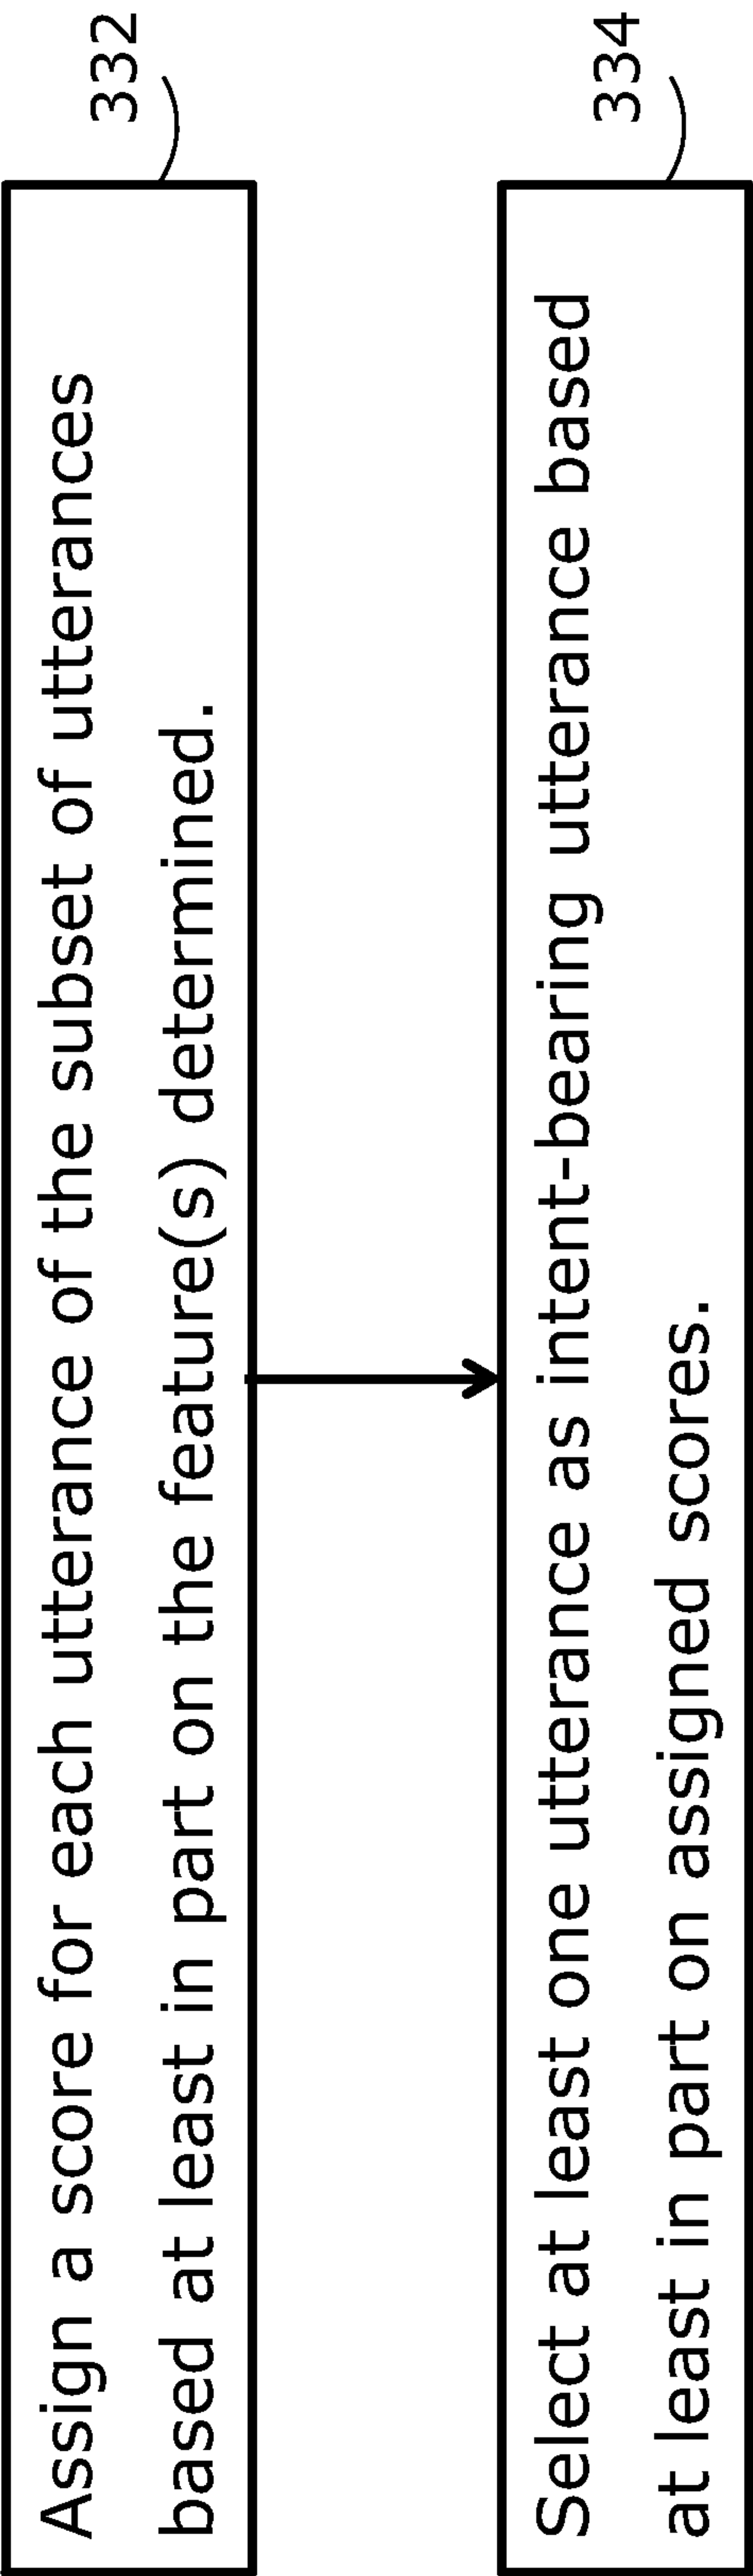 Assign a score for each utterance of the subset of utterances
based at least in part on the feature(s) determined.
332
Select at least one utterance as intent-bearing utterance based
at least in part on assigned scores.
334